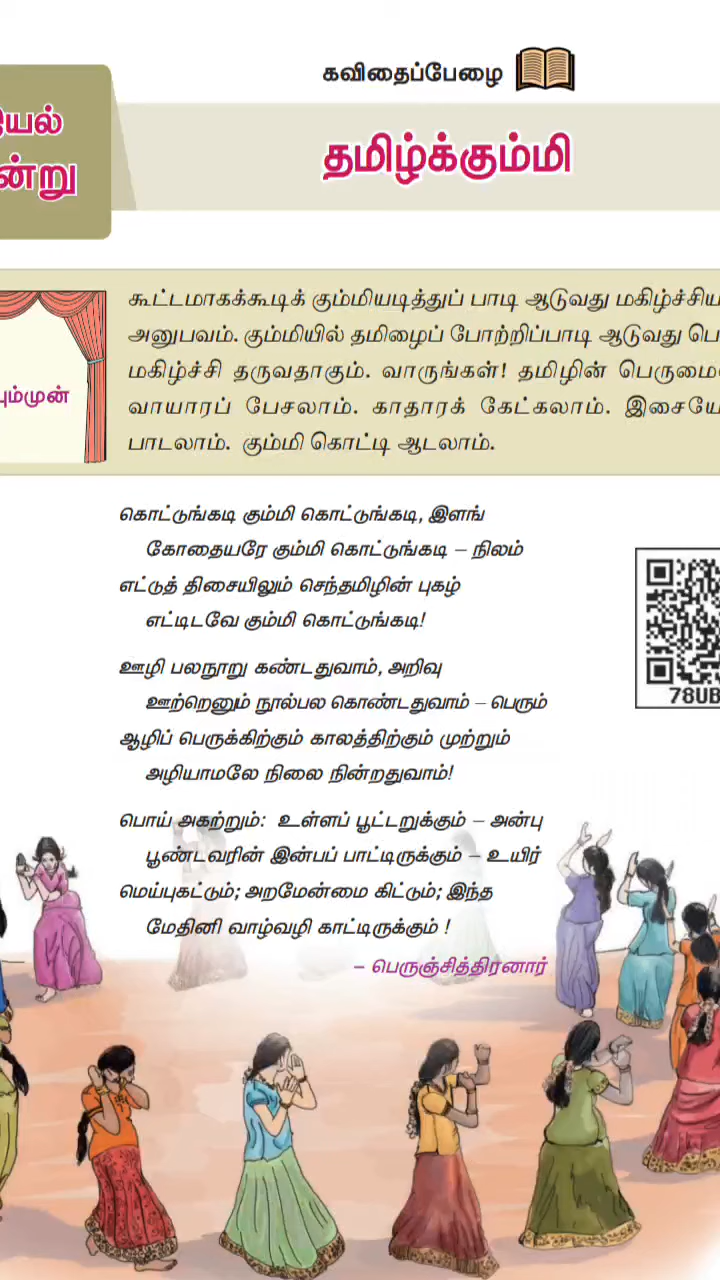 கவிதைப்பேழை
தமிழ்க்கும்மி
கூட்டமாகக்கூடிக் கும்மியடித்துப் பாடி ஆடுவது
அனுபவம். கும்மியில் தமிழைப் போற்றிப்பாடி ஆடுவது
மகிழ்ச்சி தருவதாகும். வாருங்கள்! தமிழின்
வாயாரப் பேசலாம். காதாரக் கேட்கலாம்.
பாடலாம். கும்மி கொட்டி ஆடலாம்.
கொட்டுங்கடி கும்மி கொட்டுங்கடி, இளங்
கோதையரே கும்மி கொட்டுங்கடி – நிலம்
எட்டுத் திசையிலும் செந்தமிழின் புகழ்
எட்டிடவே கும்மி கொட்டுங்கடி!
ஊழி பலநூறு கண்டதுவாம், அறிவு
ஊற்றெனும் நூல்பல கொண்டதுவாம் – பெரும்
ஆழிப் பெருக்கிற்கும் காலத்திற்கும் முற்றும்
அழியாமலே நிலை நின்றதுவாம்!
பொய் அகற்றும்: உள்ளப் பூட்டறுக்கும் – அன்பு
பூண்டவரின் இன்பப் பாட்டிருக்கும் – உயிர்
மெய்புகட்டும்; அறமேன்மை கிட்டும்; இந்த
மேதினி வாழ்வழி காட்டிருக்கும் !
– பெருஞ்சித்திரனார்
78UB